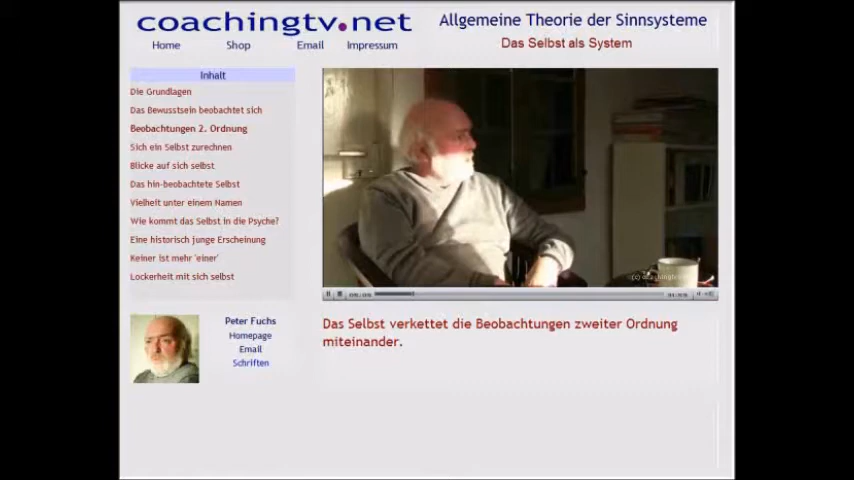 coachingtv.net
Allgemeine Theorie der Sinnsysteme
Home Shop Email Impressum
Das Selbst als System
Inhalt
Die Grundlagen
Das Bewusstsein beobachtet sich
Beobachtungen 2. Ordnung
Sich ein Selbst zurechnen
Blicke auf sich selbst
Das hin-beobachtete Selbst
Vielheit unter einem Namen
Wie kommt das Selbst in die Psyche?
Eine historisch junge Erscheinung
Keiner ist mehr 'einer'
Lockerheit mit sich selbst
Peter Fuchs
Homepage
Email
Schriften
Das Selbst verkettet die Beobachtungen zweiter Ordnung
miteinander.